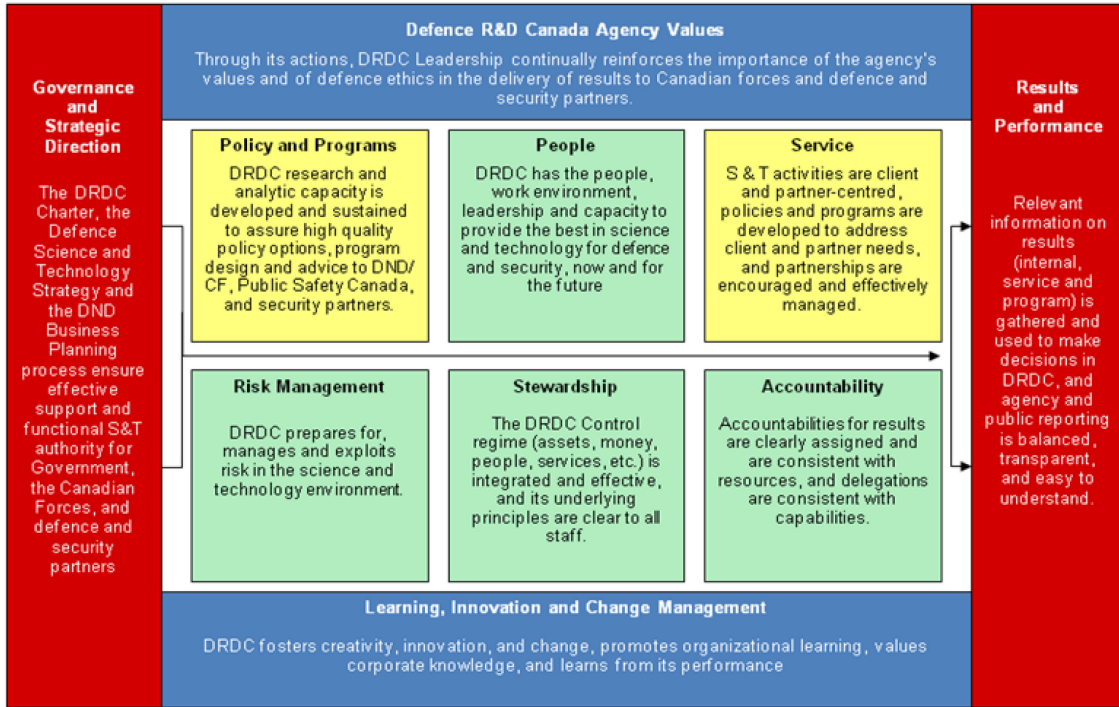 Governance
and
Strategic
Direction
The DRDC
Charter, the
Defence
Science and
Technology
Strategy and
the DND
Business
Planning
process ensure
effective
support and
functional S&T
authority for
Government,
the Canadian
Forces, and
defence and
security
partners
Defence R&D Canada Agency Values
Through its actions, DRDC Leadership continually reinforces the importance of the agency's
values and of defence ethics in the delivery of results to Canadian forces and defence and
security partners.
Policy and Programs
DRDC research and
analytic capacity is
developed and sustained
to assure high quality
policy options, program
design and advice to DND/
CF, Public Safety Canada,
and security partners.
People
DRDC has the people,
work environment,
leadership and capacity to
provide the best in science
and technology for defence
and security, now and for
the future
Service
S & T activities are client
and partner-centred,
policies and programs are
developed to address
client and partner needs,
and partnerships are
encouraged and effectively
managed.
Risk Management
DRDC prepares for,
manages and exploits
risk in the science and
technology environment.
Stewardship
The DRDC Control
regime (assets, money,
people, services, etc.) is
integrated and effective,
and its underlying
principles are clear to all
staff.
Accountability
Accountabilities for results
are clearly assigned and
are consistent with
resources, and delegations
are consistent with
capabilities.
Learning, Innovation and Change Management
DRDC fosters creativity, innovation, and change, promotes organizational learning, values
corporate knowledge, and learns from its performance
Results
and
Performance
Relevant
information on
results
(internal,
service and
program) is
gathered and
used to make
decisions in
DRDC, and
agency and
public reporting
is balanced,
transparent,
and easy to
understand.